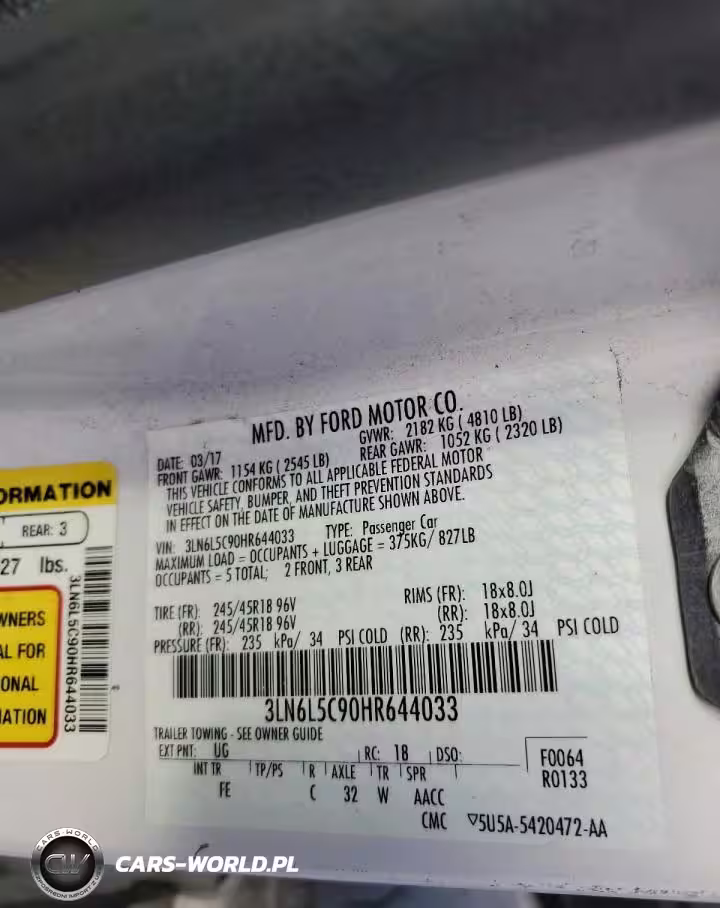 MFD. BY FORD MOTOR CO.
DATE: 03/17 GVWR: 2182 KG ( 4810 LB)
FRONT GAWR: 1154 KG ( 2545 LB) REAR GAWR: 1052 KG ( 2320 LB)
THIS VEHICLE CONFORMS TO ALL APPLICABLE FEDERAL MOTOR
VEHICLE SAFETY, BUMPER, AND THEFT PREVENTION STANDARDS
IN EFFECT ON THE DATE OF MANUFACTURE SHOWN ABOVE.
VIN: 3LN6L5C90HR644033 TYPE: Passenger Car
MAXIMUM LOAD = OCCUPANTS + LUGGAGE = 375KG/ 827LB
OCCUPANTS = 5 TOTAL; 2 FRONT, 3 REAR
TIRE (FR): 245/45R18 96V RIMS (FR): 18x8.0J
(RR): 245/45R18 96V (RR): 18x8.0J
PRESSURE (FR): 235 kPa/ 34 PSI COLD (RR): 235 kPa/ 34 PSI COLD
3LN6L5C90HR644033
TRAILER TOWING - SEE OWNER GUIDE
EXT PNT: UG RC: 18 DSO:
F0064
R0133
INT TR TP/PS R AXLE TR SPR
FE C 32 W AACC
CMC ▽5U5A-5420472-AA
ORMATION
REAR: 3
27 lbs.
WNERS
AL FOR
ONAL
MATION
3LN6L5C90HR644033
CARS-WORLD
CW
CARS-WORLD.PL